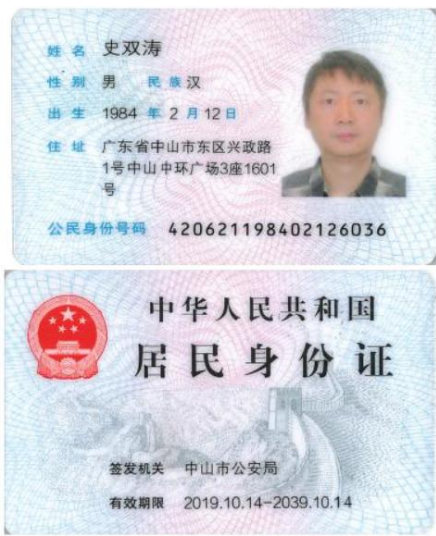 姓名 史双涛
性别 男 民族 汉
出生 1984 年 2 月 12 日
住址 广东省中山市东区兴政路
1号中山中环广场3座1601
号
公民身份号码 420621198402126036
中华人民共和国
居民身份证
签发机关 中山市公安局
有效期限 2019.10.14-2039.10.14